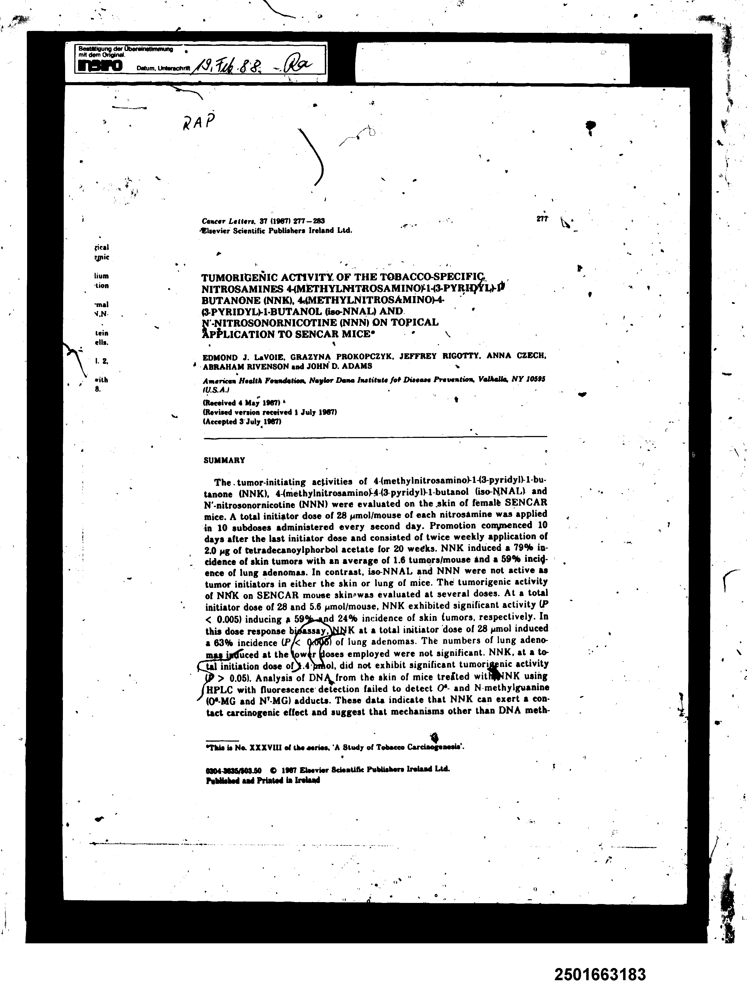 Bestätigung der Übereinstimmung
mit dem Original.
INBIFO Datum, Unterschrift 19. Feb. 88. - Ra
RAP
Cancer Letters, 37 (1987) 277–283
Elsevier Scientific Publishers Ireland Ltd.
277
rical
lium
tion
tein
ells.
1. 2,
with
8.
TUMORIGENIC ACTIVITY OF THE TOBACCO-SPECIFIC
NITROSAMINES 4-(METHYLNITROSAMINO)-1-(3-PYRIDYL)-1-
BUTANONE (NNK), 4-(METHYLNITROSAMINO)-4-
(3-PYRIDYL)-1-BUTANOL (iso-NNAL) AND
N'-NITROSONORNICOTINE (NNN) ON TOPICAL
APPLICATION TO SENCAR MICE*
EDMOND J. LaVOIE, GRAZYNA PROKOPCZYK, JEFFREY RIGOTTY, ANNA CZECH,
ABRAHAM RIVENSON and JOHN D. ADAMS
American Health Foundation, Naylor Dana Institute for Disease Prevention, Valhalla, NY 10595
(U.S.A.)
(Received 4 May 1987)
(Revised version received 1 July 1987)
(Accepted 3 July 1987)
SUMMARY
The tumor-initiating activities of 4-(methylnitrosamino)-1-(3-pyridyl)-1-bu-
tanone (NNK), 4-(methylnitrosamino)-4-(3-pyridyl)-1-butanol (iso-NNAL) and
N'-nitrosonornicotine (NNN) were evaluated on the skin of female SENCAR
mice. A total initiator dose of 28 μmol/mouse of each nitrosamine was applied
in 10 subdoses administered every second day. Promotion commenced 10
days after the last initiator dose and consisted of twice weekly application of
2.0 μg of tetradecanoylphorbol acetate for 20 weeks. NNK induced a 79% in-
cidence of skin tumors with an average of 1.6 tumors/mouse and a 59% incid-
ence of lung adenomas. In contrast, iso-NNAL and NNN were not active as
tumor initiators in either the skin or lung of mice. The tumorigenic activity
of NNK on SENCAR mouse skin was evaluated at several doses. At a total
initiator dose of 28 and 5.6 μmol/mouse, NNK exhibited significant activity (P
< 0.005) inducing a 59% and 24% incidence of skin tumors, respectively. In
this dose response bioassay, NNK at a total initiator dose of 28 μmol induced
a 63% incidence (P < 0.005) of lung adenomas. The numbers of lung adeno-
mas induced at the lower doses employed were not significant. NNK, at a to-
tal initiation dose of 1.4 μmol, did not exhibit significant tumorigenic activity
(P > 0.05). Analysis of DNA from the skin of mice treated with NNK using
HPLC with fluorescence detection failed to detect O⁶- and N-methylguanine
(O⁶-MG and N⁷-MG) adducts. These data indicate that NNK can exert a con-
tact carcinogenic effect and suggest that mechanisms other than DNA meth-
*This is No. XXXVIII of the series, 'A Study of Tobacco Carcinogenesis'.
0304-3835/$03.50 © 1987 Elsevier Scientific Publishers Ireland Ltd.
Published and Printed in Ireland
2501663183